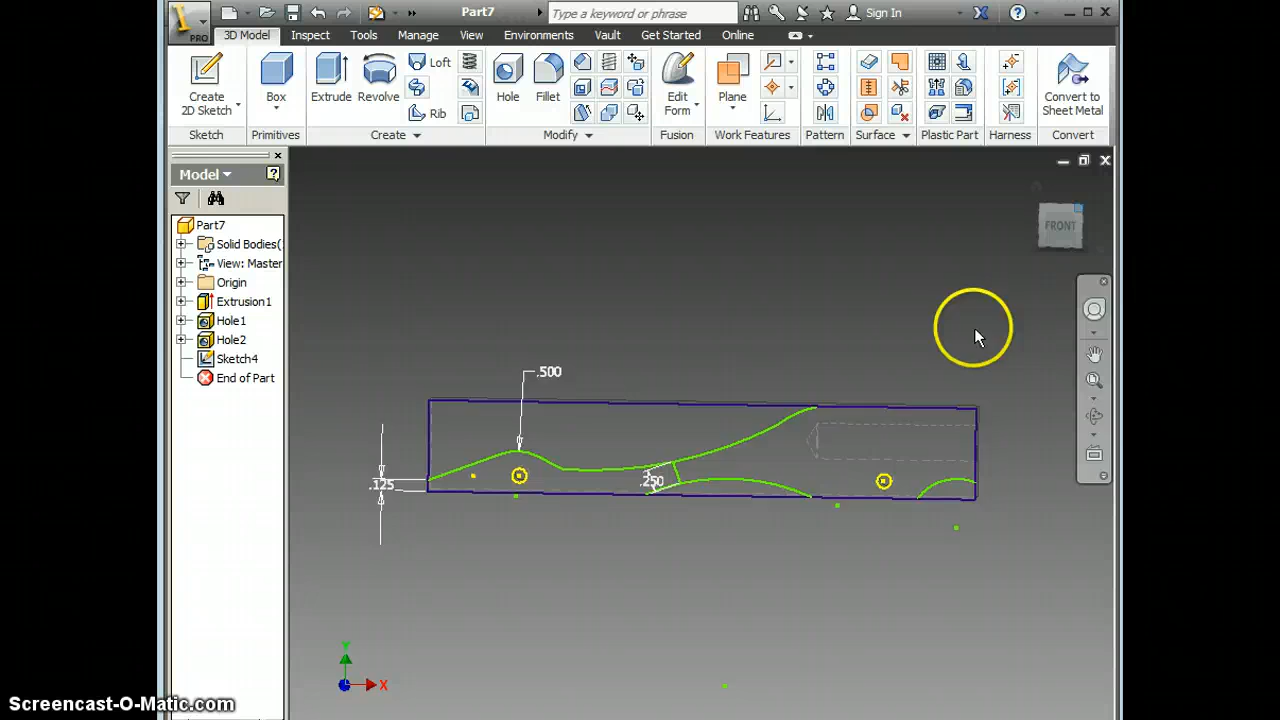 Part7
Type a keyword or phrase
Sign In
PRO
3D Model
Inspect
Tools
Manage
View
Environments
Vault
Get Started
Online
Create
2D Sketch
Box
Extrude
Revolve
Loft
Rib
Hole
Fillet
Edit
Form
Plane
Convert to
Sheet Metal
Sketch
Primitives
Create
Modify
Fusion
Work Features
Pattern
Surface
Plastic Part
Harness
Convert
Model
Part7
Solid Bodies(
View: Master
Origin
Extrusion1
Hole1
Hole2
Sketch4
End of Part
FRONT
.500
.125
.250
Y
X
Screencast-O-Matic.com